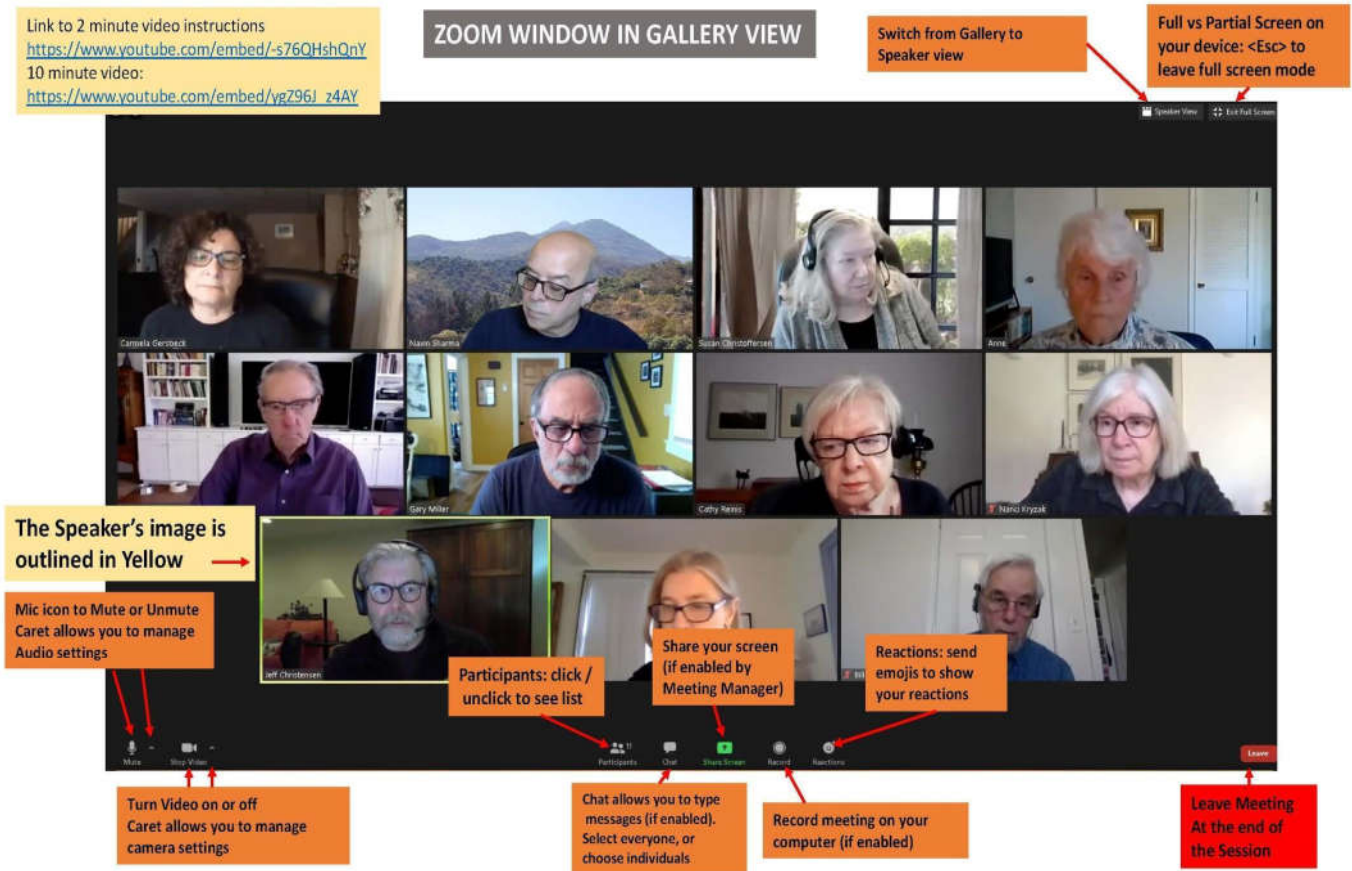 Link to 2 minute video instructions
https://www.youtube.com/embed/-s76QHshQnY
10 minute video:
https://www.youtube.com/embed/ygZ96J_z4AY
ZOOM WINDOW IN GALLERY VIEW
Switch from Gallery to
Speaker view
Full vs Partial Screen on
your device: <Esc> to
leave full screen mode
Speaker View
Exit Full Screen
Carmela Gersbeck
Navin Sharma
Susan Christoffersen
Anne
Gary Miller
Cathy Reinis
Nanci Kryzak
The Speaker's image is
outlined in Yellow
Jeff Christensen
Mic icon to Mute or Unmute
Caret allows you to manage
Audio settings
Participants: click /
unclick to see list
Share your screen
(if enabled by
Meeting Manager)
Reactions: send
emojis to show
your reactions
Mute
Stop Video
Participants
11
Chat
Share Screen
Record
Reactions
Leave
Turn Video on or off
Caret allows you to manage
camera settings
Chat allows you to type
messages (if enabled).
Select everyone, or
choose individuals
Record meeting on your
computer (if enabled)
Leave Meeting
At the end of
the Session